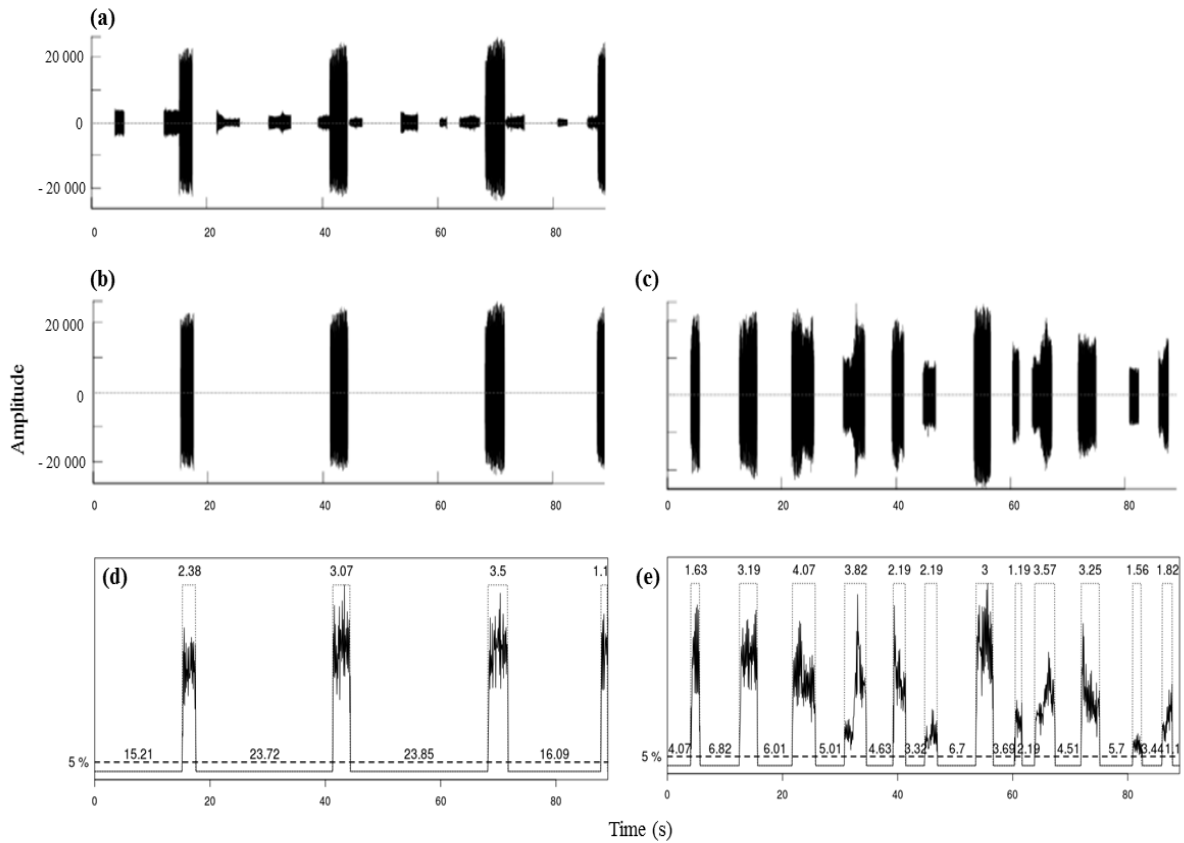 (a)
20 000
0
- 20 000
0 20 40 60 80
(b) (c)
20 000
0
- 20 000
Amplitude
0 20 40 60 80
0 20 40 60 80
(d) 2.38 3.07 3.5 1.1
15.21 23.72 23.85 16.09
5 %
0 20 40 60 80
(e) 1.63 3.19 4.07 3.82 2.19 2.19 3 1.19 3.57 3.25 1.56 1.82
4.07 6.82 6.01 5.01 4.63 3.32 6.7 3.69 2.19 4.51 5.7 3.44 1.1
5 %
0 20 40 60 80
Time (s)